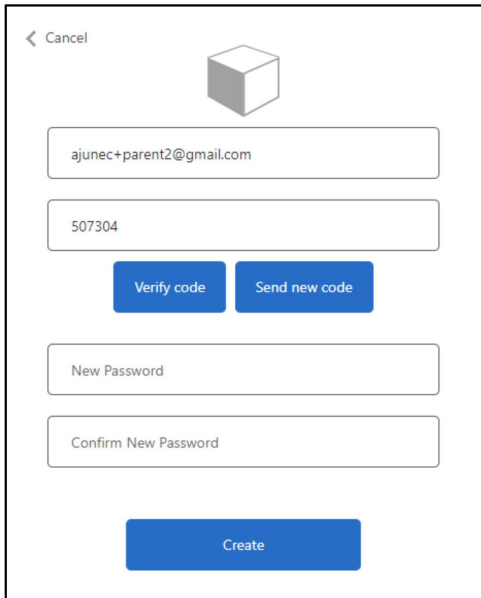 Cancel
ajunec+parent2@gmail.com
507304
Verify code Send new code
New Password
Confirm New Password
Create